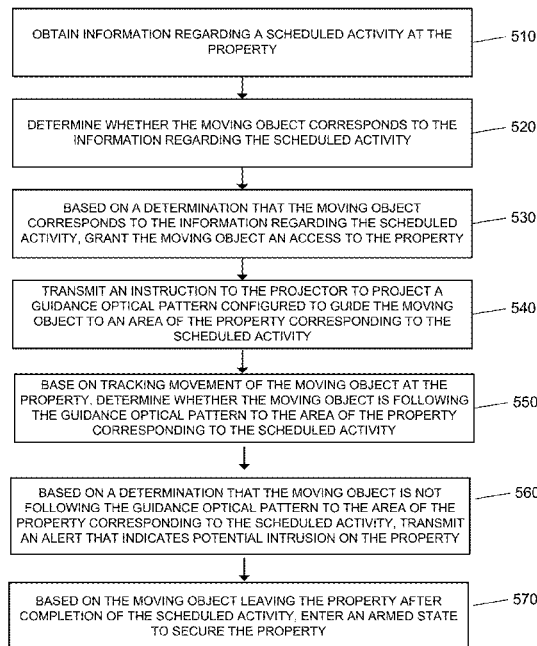 OBTAIN INFORMATION REGARDING A SCHEDULED ACTIVITY AT THE
PROPERTY
510
DETERMINE WHETHER THE MOVING OBJECT CORRESPONDS TO THE
INFORMATION REGARDING THE SCHEDULED ACTIVITY
520
BASED ON A DETERMINATION THAT THE MOVING OBJECT
CORRESPONDS TO THE INFORMATION REGARDING THE SCHEDULED
ACTIVITY, GRANT THE MOVING OBJECT AN ACCESS TO THE PROPERTY
530
TRANSMIT AN INSTRUCTION TO THE PROJECTOR TO PROJECT A
GUIDANCE OPTICAL PATTERN CONFIGURED TO GUIDE THE MOVING
OBJECT TO AN AREA OF THE PROPERTY CORRESPONDING TO THE
SCHEDULED ACTIVITY
540
BASE ON TRACKING MOVEMENT OF THE MOVING OBJECT AT THE
PROPERTY, DETERMINE WHETHER THE MOVING OBJECT IS FOLLOWING
THE GUIDANCE OPTICAL PATTERN TO THE AREA OF THE PROPERTY
CORRESPONDING TO THE SCHEDULED ACTIVITY
550
BASED ON A DETERMINATION THAT THE MOVING OBJECT IS NOT
FOLLOWING THE GUIDANCE OPTICAL PATTERN TO THE AREA OF THE
PROPERTY CORRESPONDING TO THE SCHEDULED ACTIVITY, TRANSMIT
AN ALERT THAT INDICATES POTENTIAL INTRUSION ON THE PROPERTY
560
BASED ON THE MOVING OBJECT LEAVING THE PROPERTY AFTER
COMPLETION OF THE SCHEDULED ACTIVITY, ENTER AN ARMED STATE
TO SECURE THE PROPERTY
570